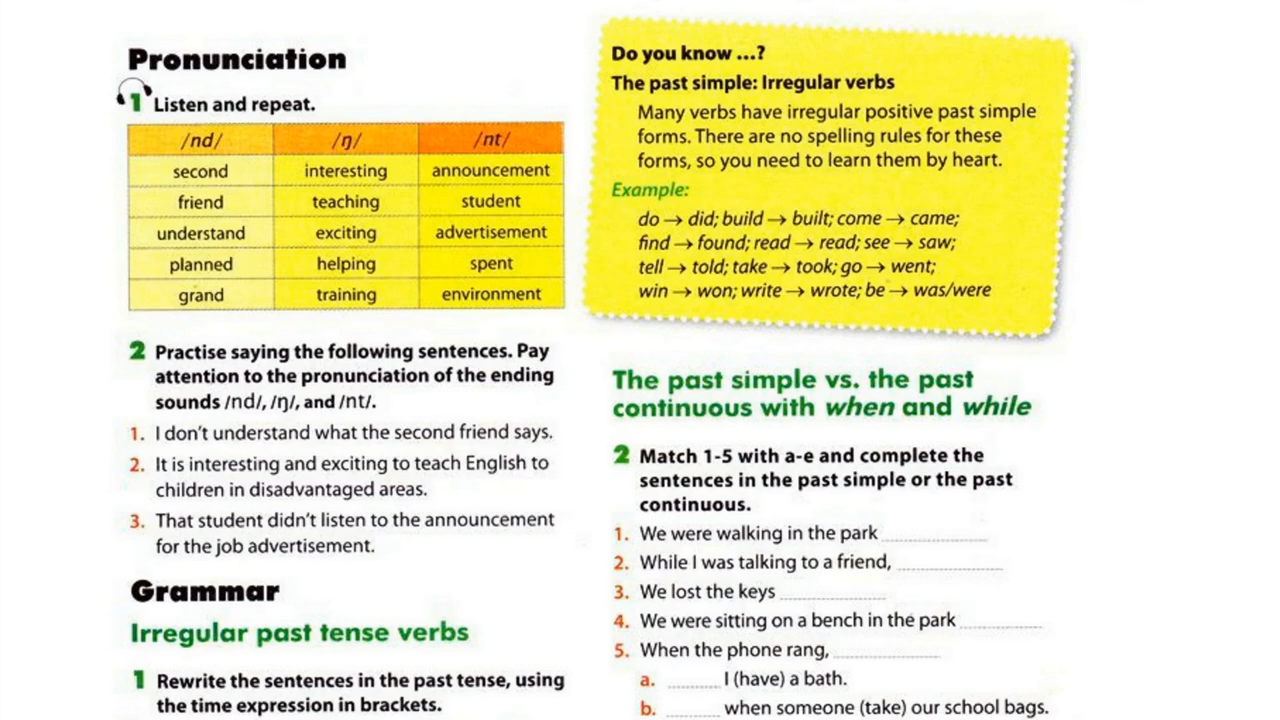 Pronunciation
1 Listen and repeat.
/nd/ /ŋ/ /nt/
second interesting announcement
friend teaching student
understand exciting advertisement
planned helping spent
grand training environment
2 Practise saying the following sentences. Pay
attention to the pronunciation of the ending
sounds /nd/, /ŋ/, and /nt/.
1. I don't understand what the second friend says.
2. It is interesting and exciting to teach English to
children in disadvantaged areas.
3. That student didn't listen to the announcement
for the job advertisement.
Grammar
Irregular past tense verbs
1 Rewrite the sentences in the past tense, using
the time expression in brackets.
Do you know ...?
The past simple: Irregular verbs
Many verbs have irregular positive past simple
forms. There are no spelling rules for these
forms, so you need to learn them by heart.
Example:
do → did; build → built; come → came;
find → found; read → read; see → saw;
tell → told; take → took; go → went;
win → won; write → wrote; be → was/were
The past simple vs. the past
continuous with when and while
2 Match 1-5 with a-e and complete the
sentences in the past simple or the past
continuous.
1. We were walking in the park
2. While I was talking to a friend,
3. We lost the keys
4. We were sitting on a bench in the park
5. When the phone rang,
a. I (have) a bath.
b. when someone (take) our school bags.